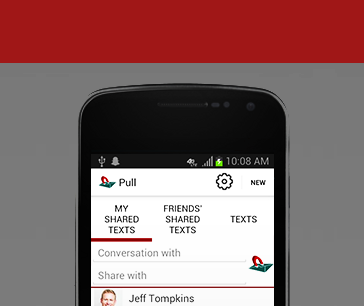 10:08 AM
Pull NEW
MY FRIENDS'
SHARED SHARED TEXTS
TEXTS TEXTS
Conversation with
Share with
Jeff Tompkins